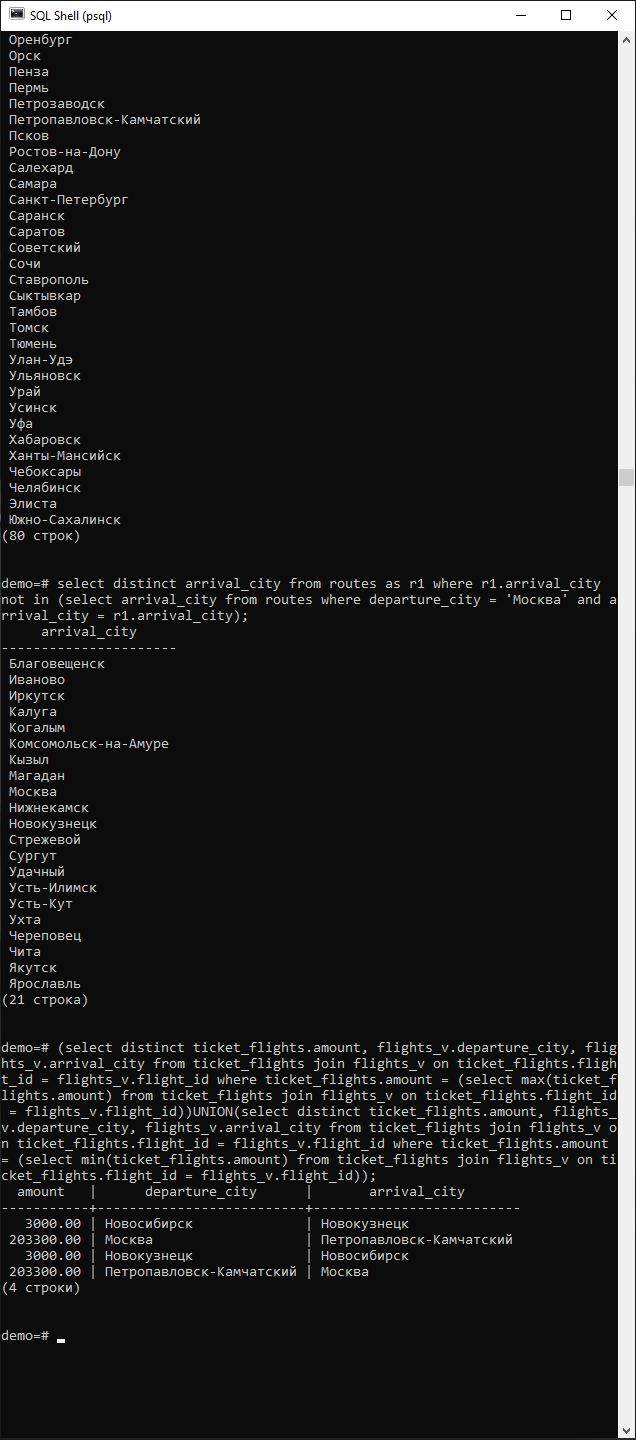 SQL Shell (psql)
Оренбург
Орск
Пенза
Пермь
Петрозаводск
Петропавловск-Камчатский
Псков
Ростов-на-Дону
Салехард
Самара
Санкт-Петербург
Саранск
Саратов
Советский
Сочи
Ставрополь
Сыктывкар
Тамбов
Томск
Тюмень
Улан-Удэ
Ульяновск
Урай
Усинск
Уфа
Хабаровск
Ханты-Мансийск
Чебоксары
Челябинск
Элиста
Южно-Сахалинск
(80 строк)
demo=# select distinct arrival_city from routes as r1 where r1.arrival_city
not in (select arrival_city from routes where departure_city = 'Москва' and a
rrival_city = r1.arrival_city);
arrival_city
----------------------
Благовещенск
Иваново
Иркутск
Калуга
Когалым
Комсомольск-на-Амуре
Кызыл
Магадан
Москва
Нижнекамск
Новокузнецк
Стрежевой
Сургут
Удачный
Усть-Илимск
Усть-Кут
Ухта
Череповец
Чита
Якутск
Ярославль
(21 строка)
demo=# (select distinct ticket_flights.amount, flights_v.departure_city, flig
hts_v.arrival_city from ticket_flights join flights_v on ticket_flights.fligh
t_id = flights_v.flight_id where ticket_flights.amount = (select max(ticket_f
lights.amount) from ticket_flights join flights_v on ticket_flights.flight_id
= flights_v.flight_id))UNION(select distinct ticket_flights.amount, flights_
v.departure_city, flights_v.arrival_city from ticket_flights join flights_v o
n ticket_flights.flight_id = flights_v.flight_id where ticket_flights.amount
= (select min(ticket_flights.amount) from ticket_flights join flights_v on ti
cket_flights.flight_id = flights_v.flight_id));
amount | departure_city | arrival_city
-----------+--------------------------+--------------------------
3000.00 | Новосибирск | Новокузнецк
203300.00 | Москва | Петропавловск-Камчатский
3000.00 | Новокузнецк | Новосибирск
203300.00 | Петропавловск-Камчатский | Москва
(4 строки)
demo=#